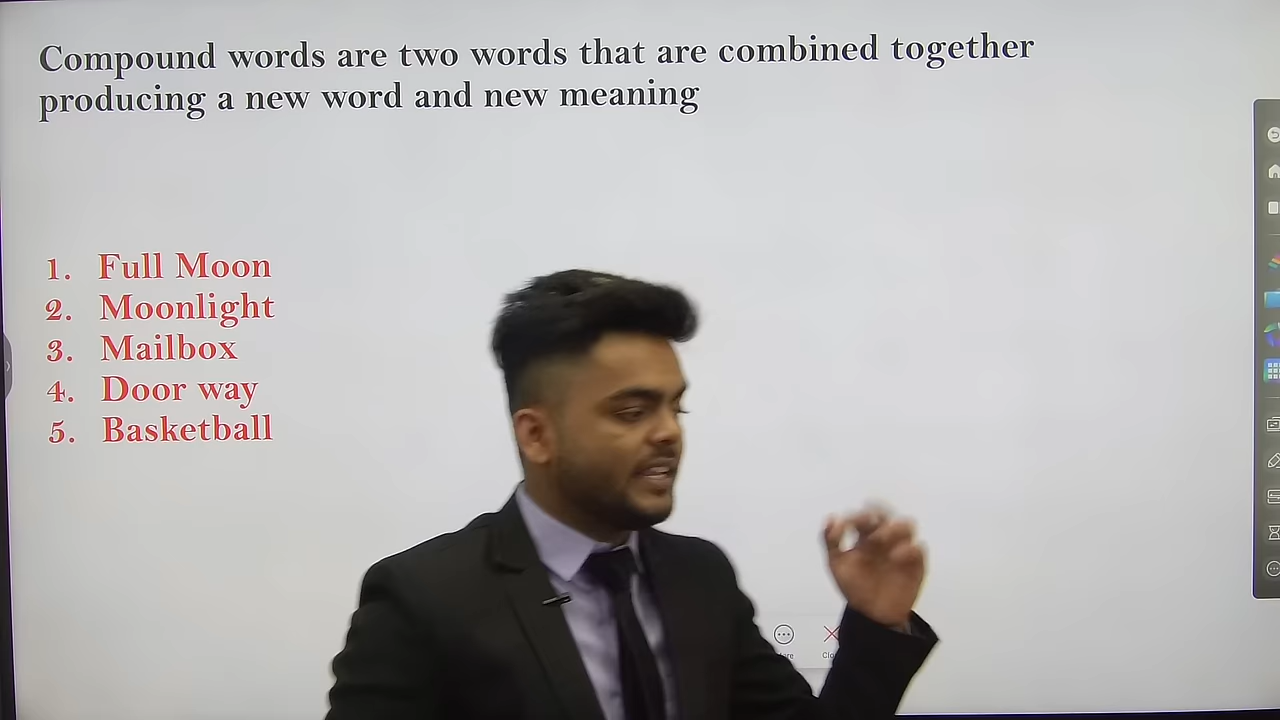 Compound words are two words that are combined together
producing a new word and new meaning
1. Full Moon
2. Moonlight
3. Mailbox
4. Door way
5. Basketball